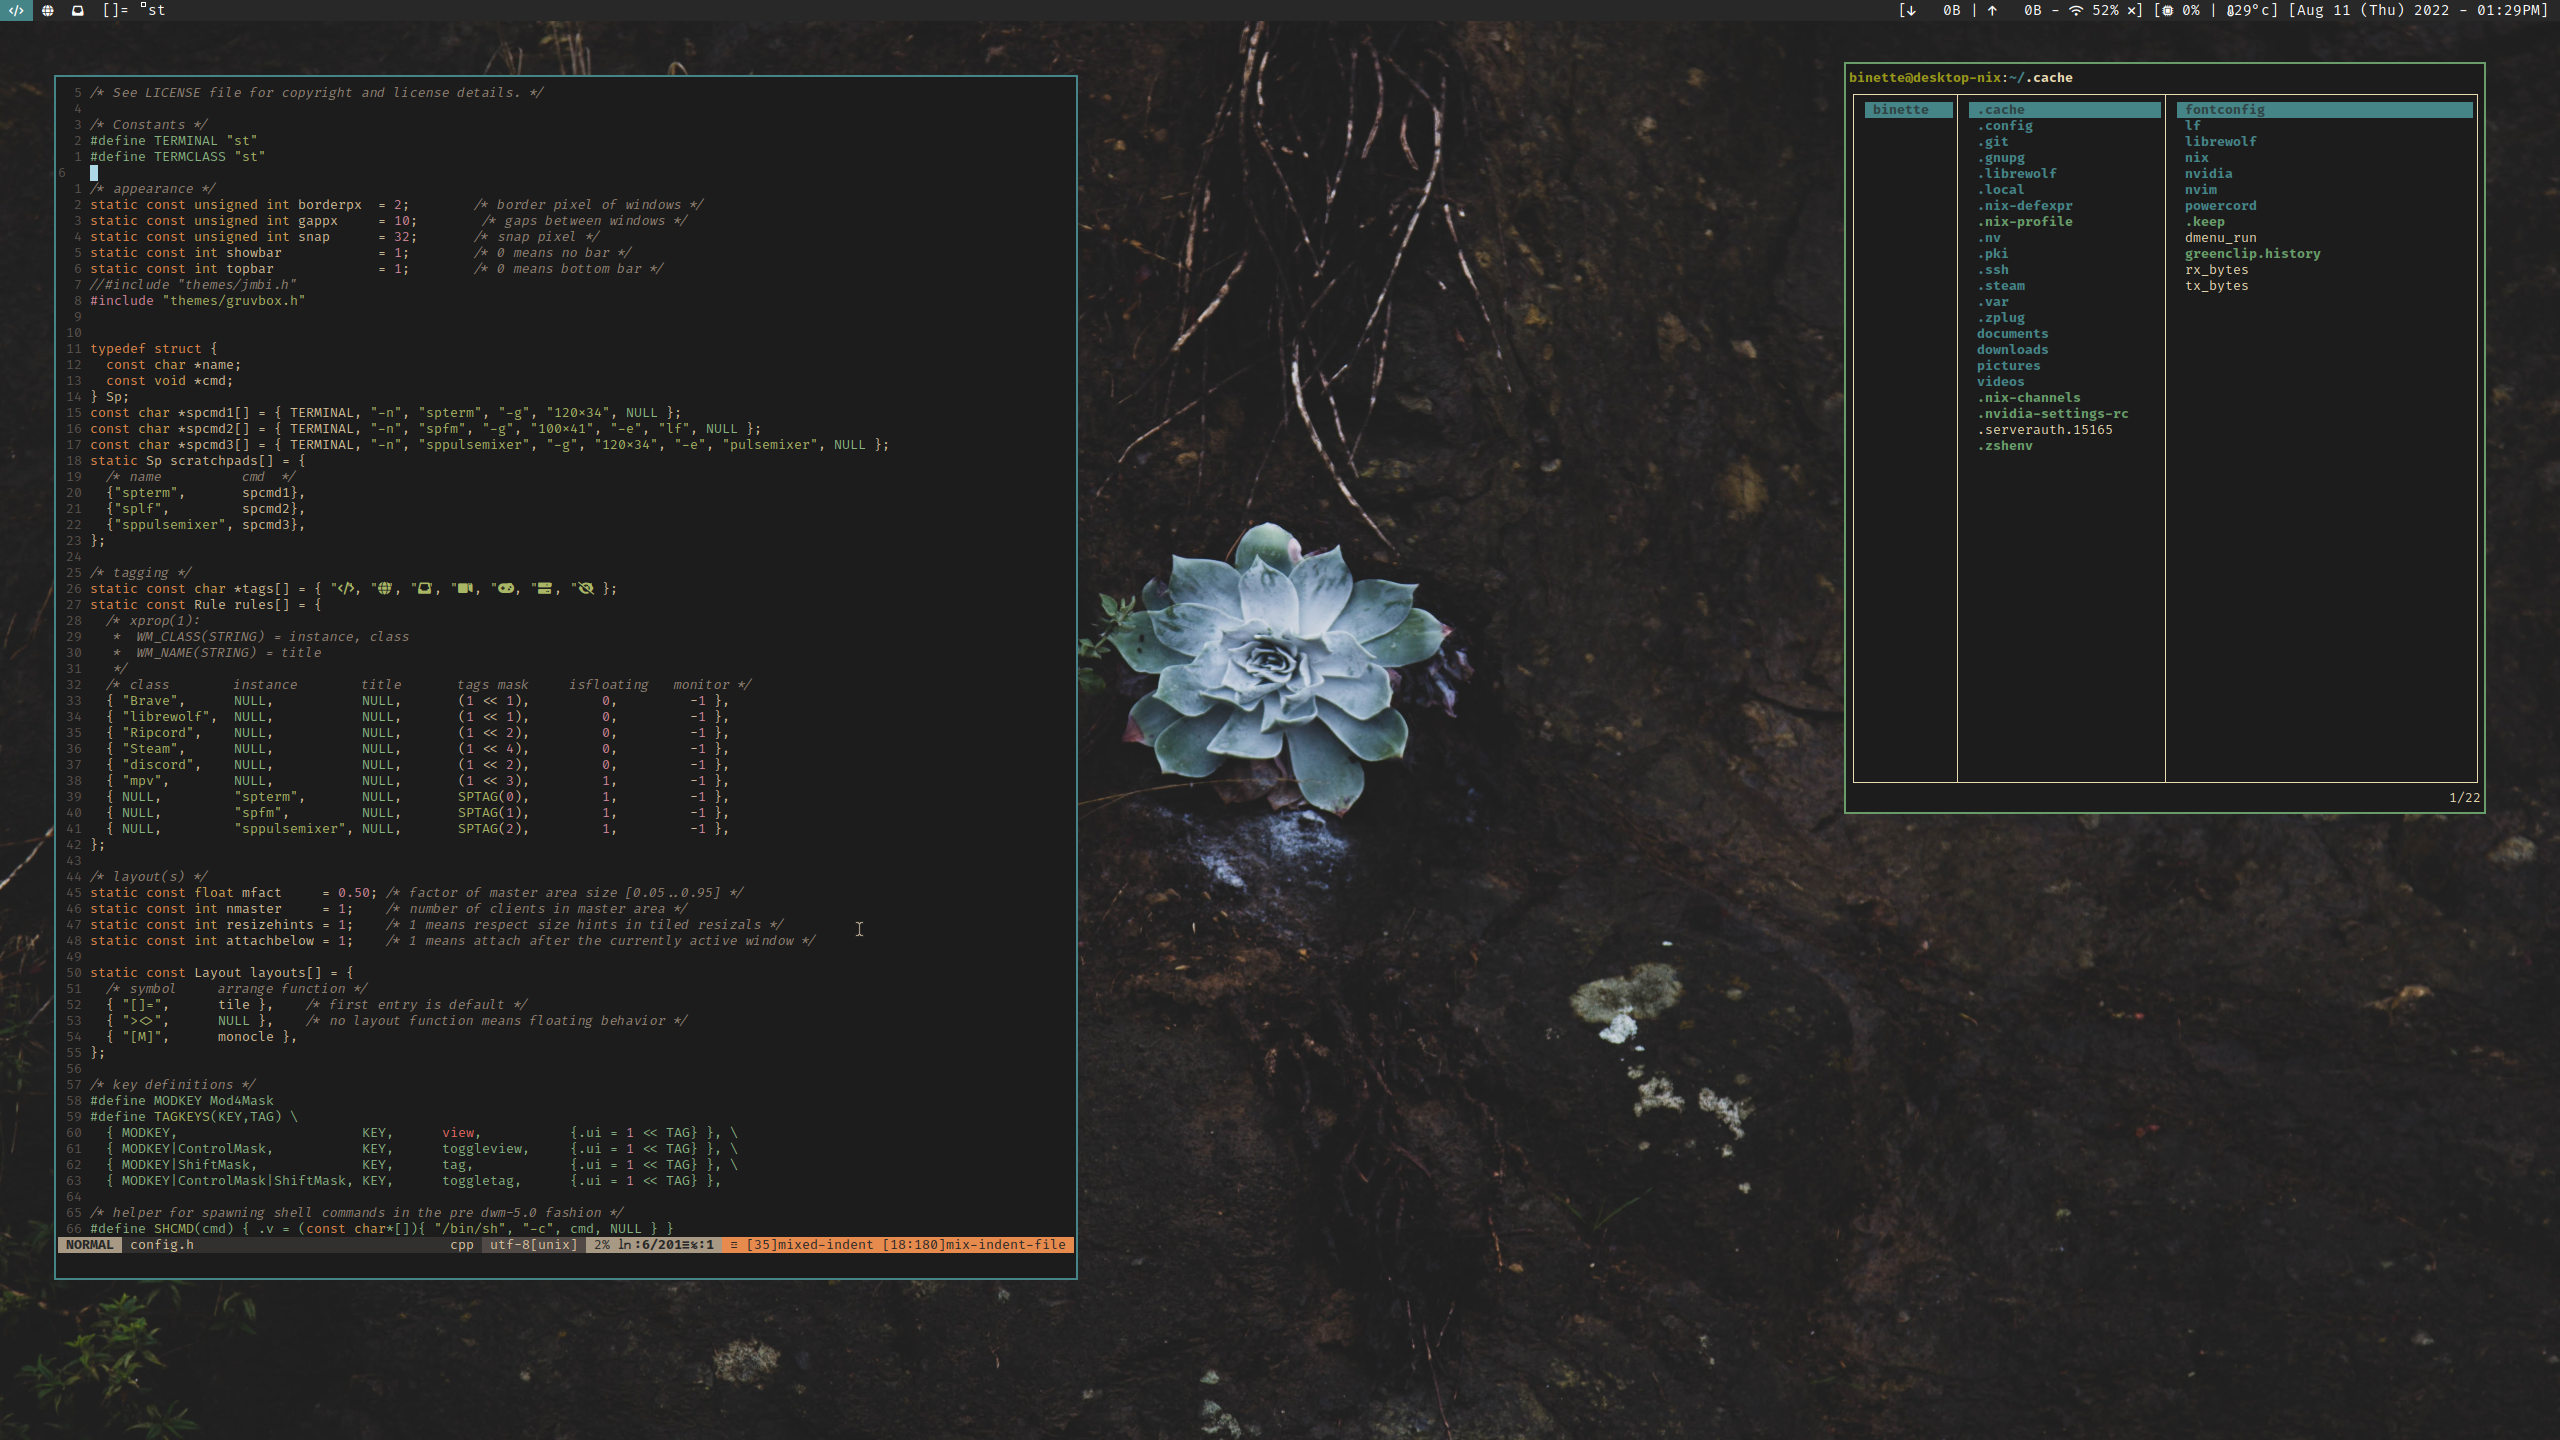 []= st
[↓ 0B | ↑ 0B - 52% ×] [ 0% | 29°c] [Aug 11 (Thu) 2022 - 01:29PM]
5 /* See LICENSE file for copyright and license details. */
4
3 /* Constants */
2 #define TERMINAL "st"
1 #define TERMCLASS "st"
6
1 /* appearance */
2 static const unsigned int borderpx  = 2;        /* border pixel of windows */
3 static const unsigned int gappx     = 10;        /* gaps between windows */
4 static const unsigned int snap      = 32;       /* snap pixel */
5 static const int showbar            = 1;        /* 0 means no bar */
6 static const int topbar             = 1;        /* 0 means bottom bar */
7 //#include "themes/jmbi.h"
8 #include "themes/gruvbox.h"
9
10
11 typedef struct {
12   const char *name;
13   const void *cmd;
14 } Sp;
15 const char *spcmd1[] = { TERMINAL, "-n", "spterm", "-g", "120×34", NULL };
16 const char *spcmd2[] = { TERMINAL, "-n", "spfm", "-g", "100×41", "-e", "lf", NULL };
17 const char *spcmd3[] = { TERMINAL, "-n", "sppulsemixer", "-g", "120×34", "-e", "pulsemixer", NULL };
18 static Sp scratchpads[] = {
19   /* name          cmd  */
20   {"spterm",       spcmd1},
21   {"splf",         spcmd2},
22   {"sppulsemixer", spcmd3},
23 };
24
25 /* tagging */
26 static const char *tags[] = { "</>, ", ", ", ", ", " };
27 static const Rule rules[] = {
28   /* xprop(1):
29    *  WM_CLASS(STRING) = instance, class
30    *  WM_NAME(STRING) = title
31    */
32   /* class        instance        title       tags mask     isfloating   monitor */
33   { "Brave",      NULL,           NULL,       (1 << 1),         0,         -1 },
34   { "librewolf",  NULL,           NULL,       (1 << 1),         0,         -1 },
35   { "Ripcord",    NULL,           NULL,       (1 << 2),         0,         -1 },
36   { "Steam",      NULL,           NULL,       (1 << 4),         0,         -1 },
37   { "discord",    NULL,           NULL,       (1 << 2),         0,         -1 },
38   { "mpv",        NULL,           NULL,       (1 << 3),         1,         -1 },
39   { NULL,         "spterm",       NULL,       SPTAG(0),         1,         -1 },
40   { NULL,         "spfm",         NULL,       SPTAG(1),         1,         -1 },
41   { NULL,         "sppulsemixer", NULL,       SPTAG(2),         1,         -1 },
42 };
43
44 /* layout(s) */
45 static const float mfact     = 0.50; /* factor of master area size [0.05..0.95] */
46 static const int nmaster     = 1;    /* number of clients in master area */
47 static const int resizehints = 1;    /* 1 means respect size hints in tiled resizals */
48 static const int attachbelow = 1;    /* 1 means attach after the currently active window */
49
50 static const Layout layouts[] = {
51   /* symbol     arrange function */
52   { "[]=",      tile },    /* first entry is default */
53   { "><>",      NULL },    /* no layout function means floating behavior */
54   { "[M]",      monocle },
55 };
56
57 /* key definitions */
58 #define MODKEY Mod4Mask
59 #define TAGKEYS(KEY,TAG) \
60   { MODKEY,                       KEY,      view,           {.ui = 1 << TAG} }, \
61   { MODKEY|ControlMask,           KEY,      toggleview,     {.ui = 1 << TAG} }, \
62   { MODKEY|ShiftMask,             KEY,      tag,            {.ui = 1 << TAG} }, \
63   { MODKEY|ControlMask|ShiftMask, KEY,      toggletag,      {.ui = 1 << TAG} },
64
65 /* helper for spawning shell commands in the pre dwm-5.0 fashion */
66 #define SHCMD(cmd) { .v = (const char*[]){ "/bin/sh", "-c", cmd, NULL } }
NORMAL config.h cpp utf-8[unix] 2% ln:6/201≡℅:1 ≡ [35]mixed-indent [18:180]mix-indent-file
binette@desktop-nix:~/.cache
binette
.cache
.config
.git
.gnupg
.librewolf
.local
.nix-defexpr
.nix-profile
.nv
.pki
.ssh
.steam
.var
.zplug
documents
downloads
pictures
videos
.nix-channels
.nvidia-settings-rc
.serverauth.15165
.zshenv
fontconfig
lf
librewolf
nix
nvidia
nvim
powercord
.keep
dmenu_run
greenclip.history
rx_bytes
tx_bytes
1/22